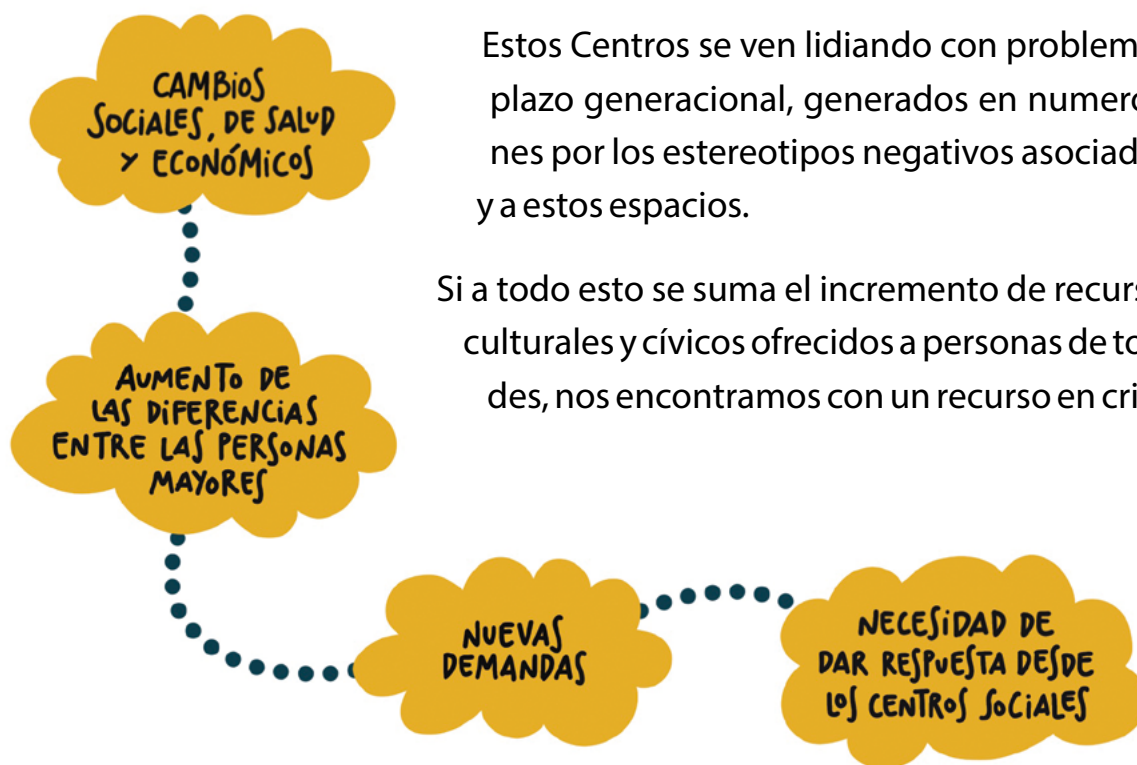 CAMBiOS
SOCiALES, DE SALUD
Y ECONÓMiCOS
Estos Centros se ven lidiando con problem
plazo generacional, generados en numero
nes por los estereotipos negativos asociad
y a estos espacios.
Si a todo esto se suma el incremento de recurs
culturales y cívicos ofrecidos a personas de to
des, nos encontramos con un recurso en cri
AUMENTO DE
LAS DiFERENCIAS
ENTRE LAS PERSONAS
MAYORES
NUEVAS
DEMANDAS
NECESiDAD DE
DAR RESPUESTA DESDE
LOS CENTROS SOCiALES